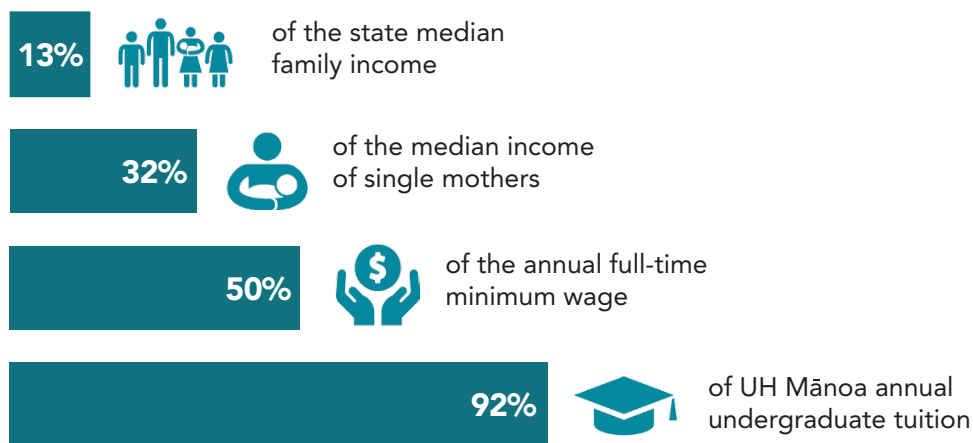 13%
of the state median
family income
32%
of the median income
of single mothers
$
50%
of the annual full-time
minimum wage
92%
of UH Mānoa annual
undergraduate tuition